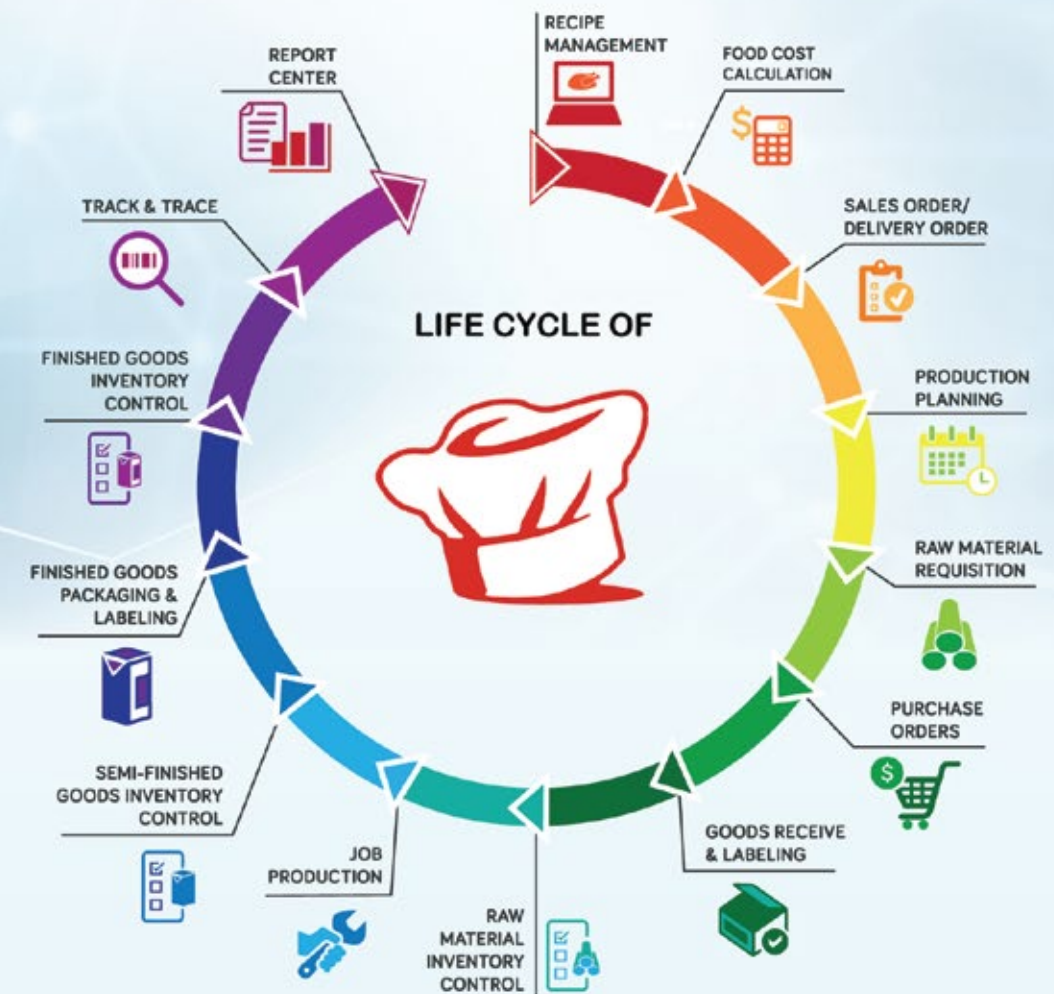 RECIPE
MANAGEMENT
FOOD COST
CALCULATION
SALES ORDER/
DELIVERY ORDER
PRODUCTION
PLANNING
RAW MATERIAL
REQUISITION
PURCHASE
ORDERS
GOODS RECEIVE
& LABELING
RAW
MATERIAL
INVENTORY
CONTROL
JOB
PRODUCTION
SEMI-FINISHED
GOODS INVENTORY
CONTROL
FINISHED GOODS
PACKAGING &
LABELING
FINISHED GOODS
INVENTORY
CONTROL
TRACK & TRACE
REPORT
CENTER
LIFE CYCLE OF
$
$